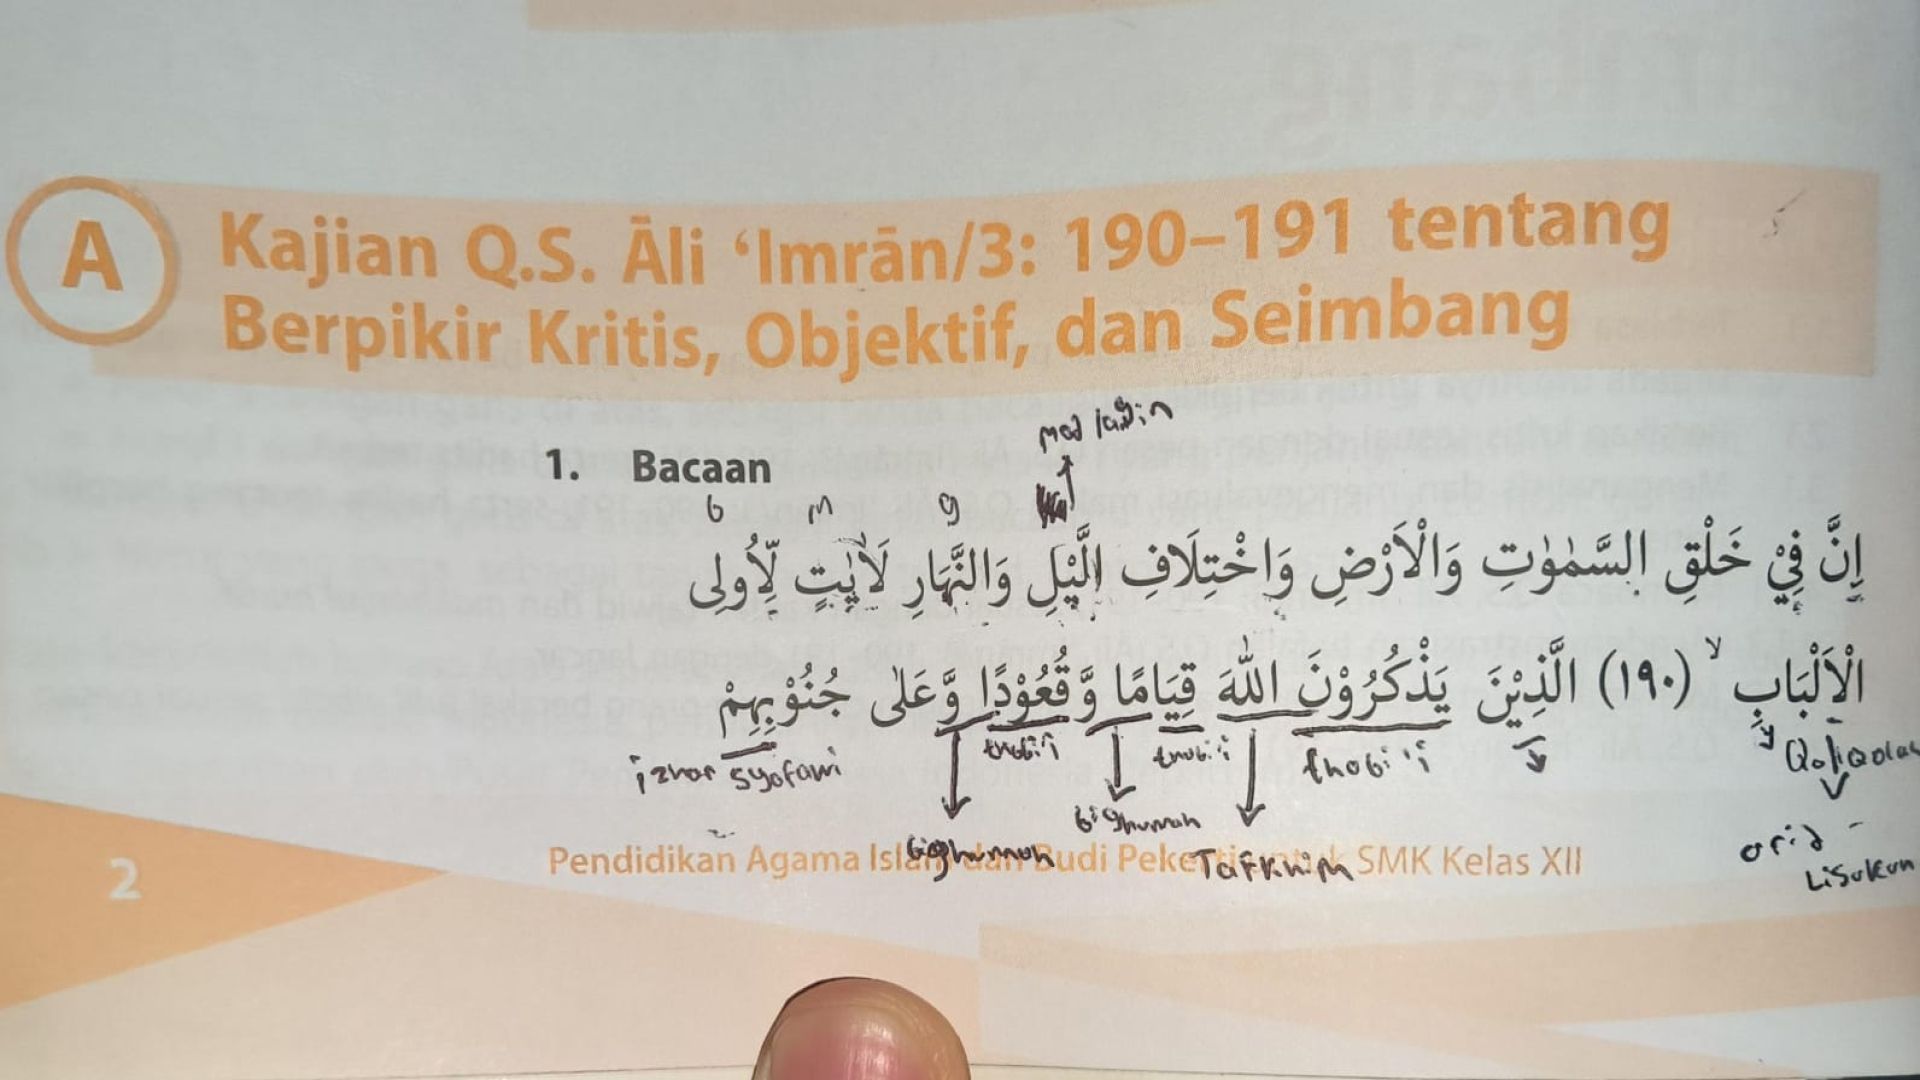 A
Kajian Q.S. Āli ‘Imrān/3: 190–191 tentang
Berpikir Kritis, Objektif, dan Seimbang
mad layyin
1. Bacaan
إِنَّ فِيْ خَلْقِ السَّمٰوٰتِ وَالْاَرْضِ وَاخْتِلَافِ الَّيْلِ وَالنَّهَارِ لَاٰيٰتٍ لِّاُولِى
الْاَلْبَابِ ۙ (١٩٠) الَّذِيْنَ يَذْكُرُوْنَ اللّٰهَ قِيَامًا وَّقُعُوْدًا وَّعَلٰى جُنُوْبِهِمْ
izhar syofawi thobi'i thobi'i thobi'i Qolqolah
bighunnah
bighunnah Tafkhim arid
Lisukun
Pendidikan Agama Islam dan Budi Pekerti untuk SMK Kelas XII
2